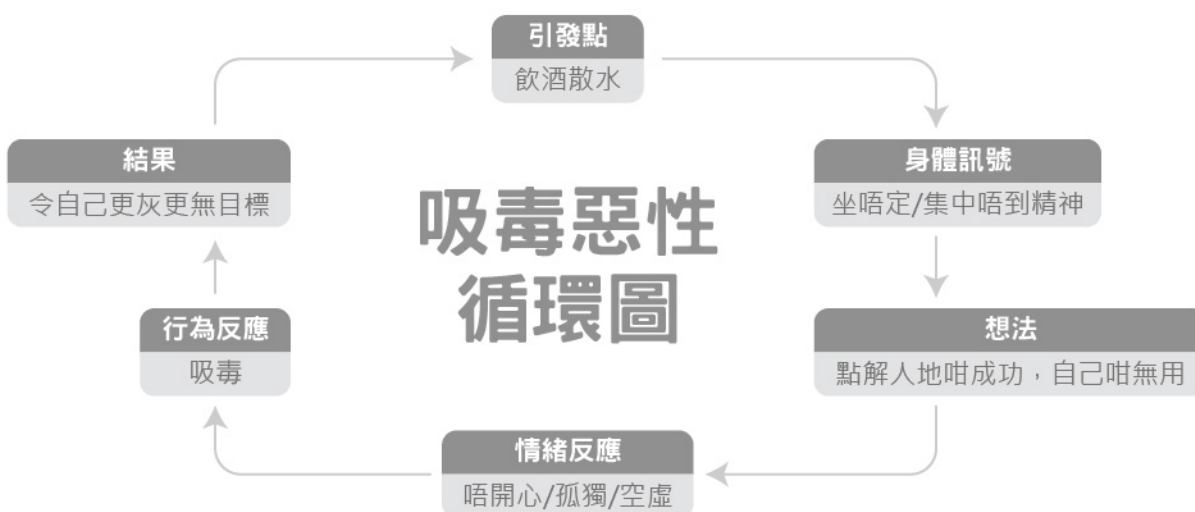 引發點
飲酒散水
身體訊號
坐唔定/集中唔到精神
想法
點解人地咁成功，自己咁無用
情緒反應
唔開心/孤獨/空虛
行為反應
吸毒
結果
令自己更灰更無目標
吸毒惡性
循環圖